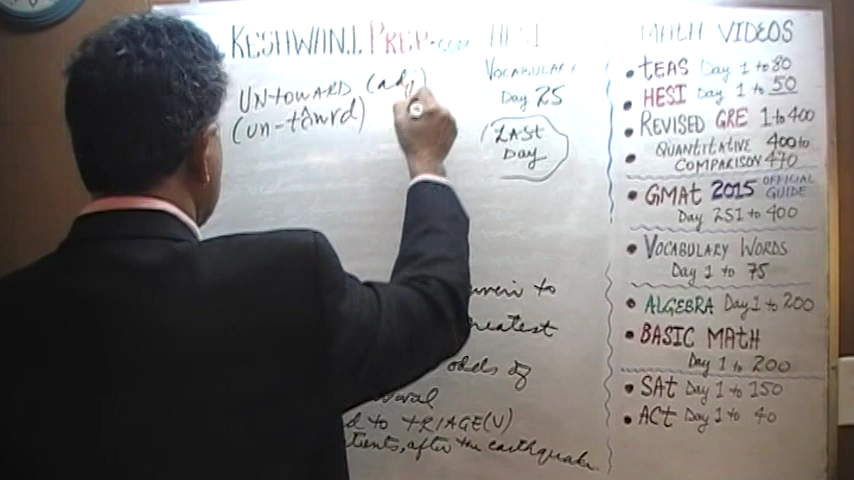 KESHWANI PREP.com HESI
VOCABULARY
Day 25
LAST
Day
UNTOWARD (adj)
(un-tôwrd)
to
odds of
d to TRIAGE(V)
after the earthquake.
MATH VIDEOS
• TEAS Day 1 to 80
• HESI Day 1 to 50
• REVISED GRE 1 to 400
• QUANTITATIVE 400 to
COMPARISON 470
• GMAT 2015 OFFICIAL
GUIDE
Day 251 to 400
• VOCABULARY WORDS
Day 1 to 75
• ALGEBRA Day 1 to 200
• BASIC MATH
Day 1 to 200
• SAT Day 1 to 150
• ACT Day 1 to 40